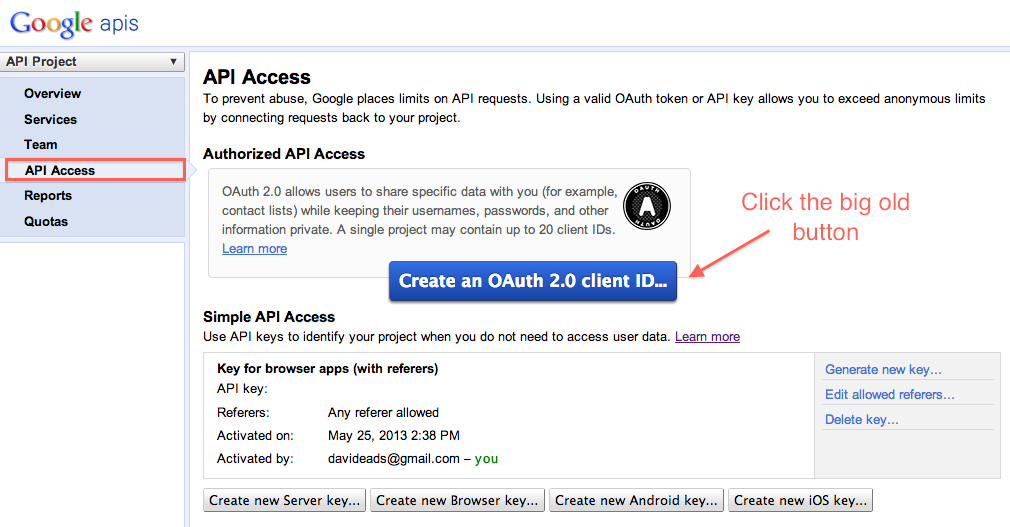 Google apis
API Project
Overview
Services
Team
API Access
Reports
Quotas
API Access
To prevent abuse, Google places limits on API requests. Using a valid OAuth token or API key allows you to exceed anonymous limits
by connecting requests back to your project.
Authorized API Access
OAuth 2.0 allows users to share specific data with you (for example,
contact lists) while keeping their usernames, passwords, and other
information private. A single project may contain up to 20 client IDs.
Learn more
OAUTH
A
OAUTH
Create an OAuth 2.0 client ID...
Click the big old
button
Simple API Access
Use API keys to identify your project when you do not need to access user data. Learn more
Key for browser apps (with referers)
API key:
Referers: Any referer allowed
Activated on: May 25, 2013 2:38 PM
Activated by: davideads@gmail.com – you
Generate new key...
Edit allowed referers...
Delete key...
Create new Server key... Create new Browser key... Create new Android key... Create new iOS key...